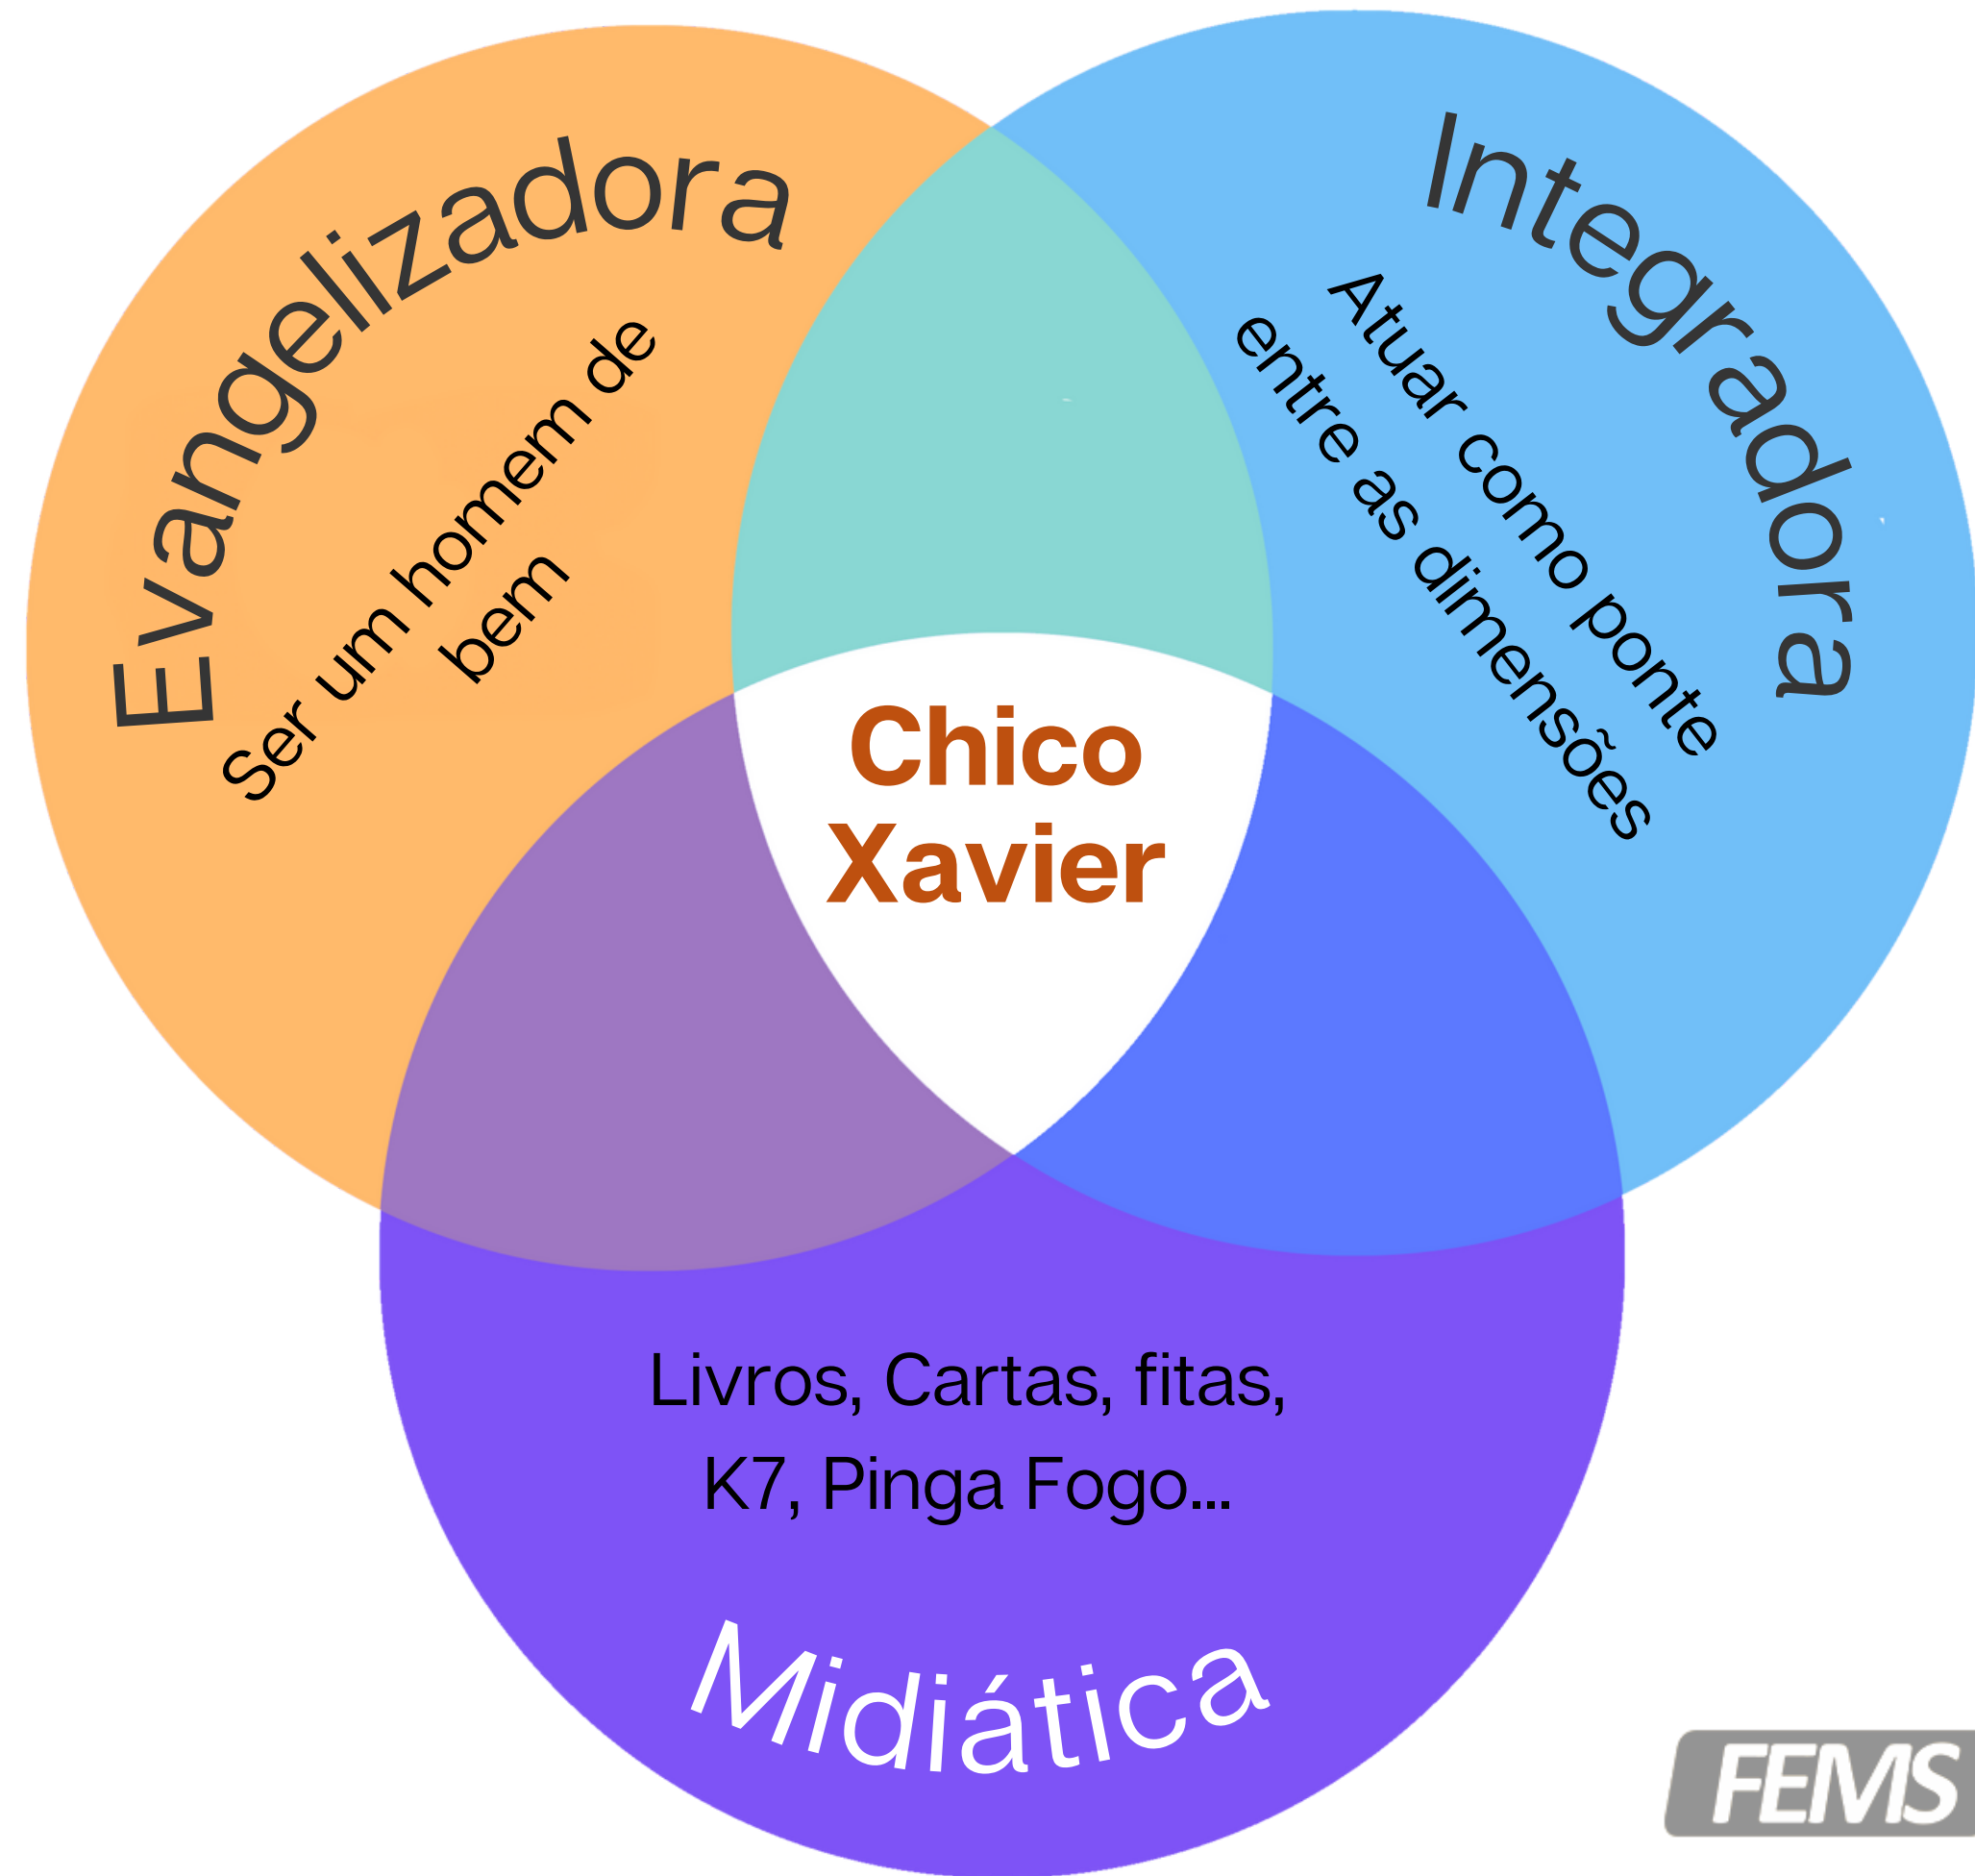 Evangelizadora
Ser um homem de
bem
Integradora
Atuar como ponte
entre as dimensões
Chico
Xavier
Livros, Cartas, fitas,
K7, Pinga Fogo...
Midiática
FEMS